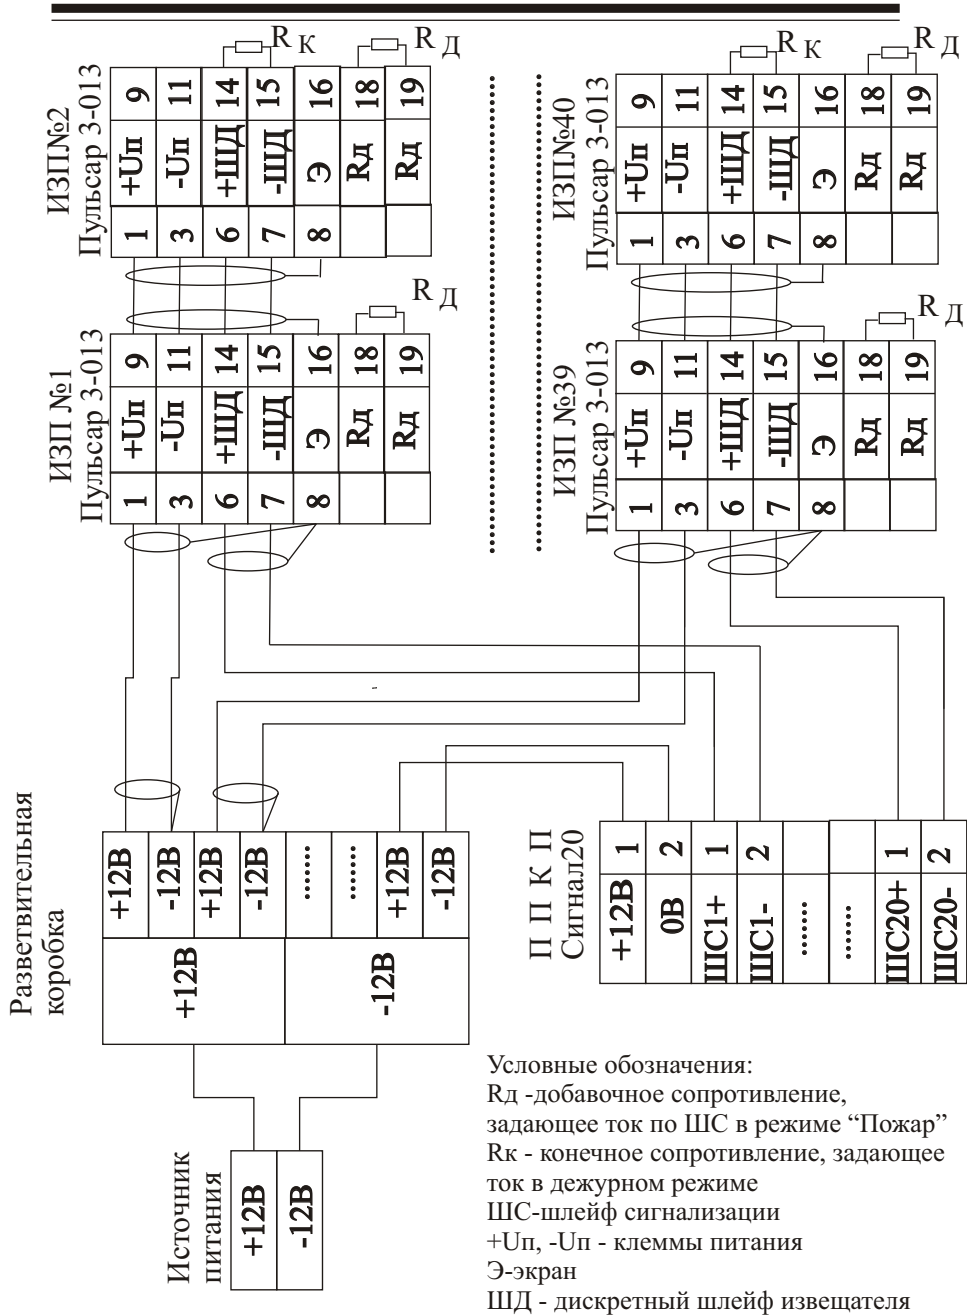 R К
R Д
ИЗП№2
Пульсар 3-013
9 11 14 15 16 18 19
+Uп -Uп +ШД -ШД Э Rд Rд
1 3 6 7 8
R Д
ИЗП №1
Пульсар 3-013
9 11 14 15 16 18 19
+Uп -Uп +ШД -ШД Э Rд Rд
1 3 6 7 8
R К
R Д
ИЗП№40
Пульсар 3-013
9 11 14 15 16 18 19
+Uп -Uп +ШД -ШД Э Rд Rд
1 3 6 7 8
R Д
ИЗП №39
Пульсар 3-013
9 11 14 15 16 18 19
+Uп -Uп +ШД -ШД Э Rд Rд
1 3 6 7 8
Разветвительная
коробка
+12В -12В +12В -12В ........ ........ +12В -12В
+12В -12В
П П К П
Сигнал20
1 2 1 2 1 2
+12В 0В ШС1+ ШС1- ........ ........ ШС20+ ШС20-
Источник
питания
+12В
-12В
Условные обозначения:
Rд -добавочное сопротивление,
задающее ток по ШС в режиме “Пожар”
Rк - конечное сопротивление, задающее
ток в дежурном режиме
ШС-шлейф сигнализации
+Uп, -Uп - клеммы питания
Э-экран
ШД - дискретный шлейф извещателя